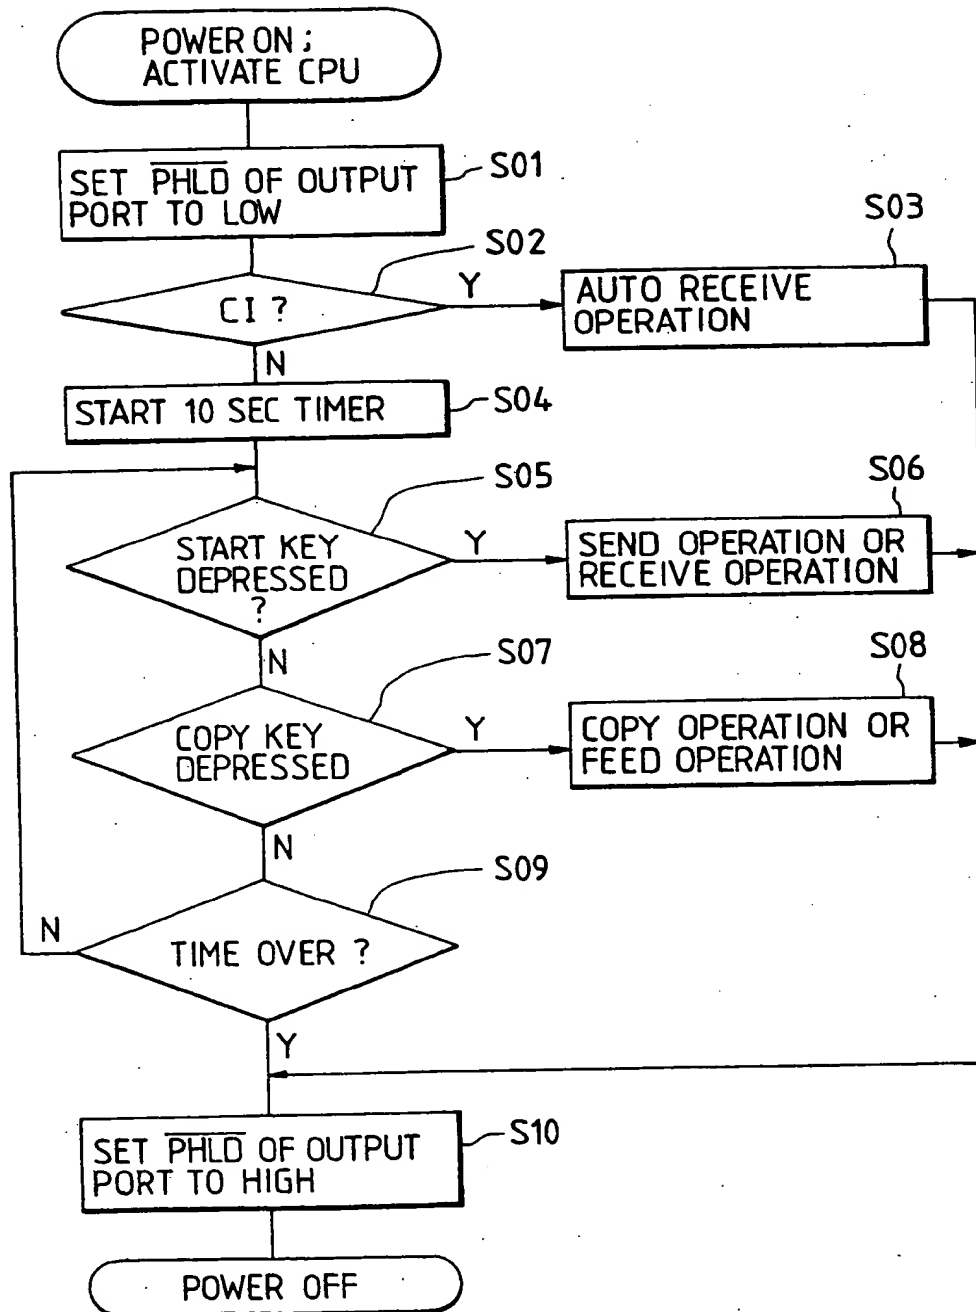 POWER ON ;
ACTIVATE CPU
SET P̅H̅L̅D̅ OF OUTPUT
PORT TO LOW
S01
S02
CI ?
Y
N
S03
AUTO RECEIVE
OPERATION
START 10 SEC TIMER
S04
S05
START KEY
DEPRESSED
?
Y
N
S06
SEND OPERATION OR
RECEIVE OPERATION
S07
COPY KEY
DEPRESSED
Y
N
S08
COPY OPERATION OR
FEED OPERATION
S09
TIME OVER ?
N
Y
SET P̅H̅L̅D̅ OF OUTPUT
PORT TO HIGH
S10
POWER OFF